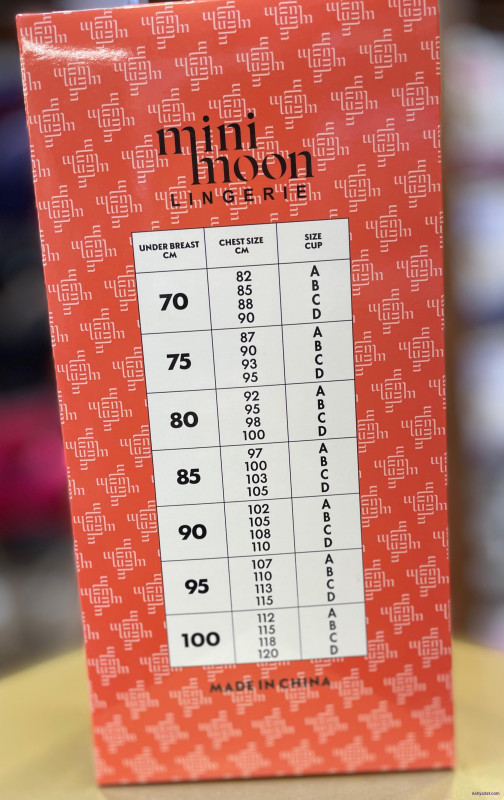 mini
moon
LINGERIE
UNDER BREAST CM CHEST SIZE CM SIZE CUP
70
82 A
85 B
88 C
90 D
75
87 A
90 B
93 C
95 D
80
92 A
95 B
98 C
100 D
85
97 A
100 B
103 C
105 D
90
102 A
105 B
108 C
110 D
95
107 A
110 B
113 C
115 D
100
112 A
115 B
118 C
120 D
MADE IN CHINA